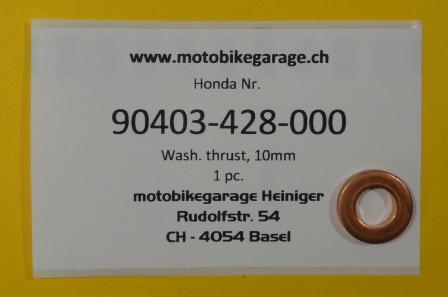 www.motobikegarage.ch
Honda Nr.
90403-428-000
Wash. thrust, 10mm
1 pc.
motobikegarage Heiniger
Rudolfstr. 54
CH - 4054 Basel